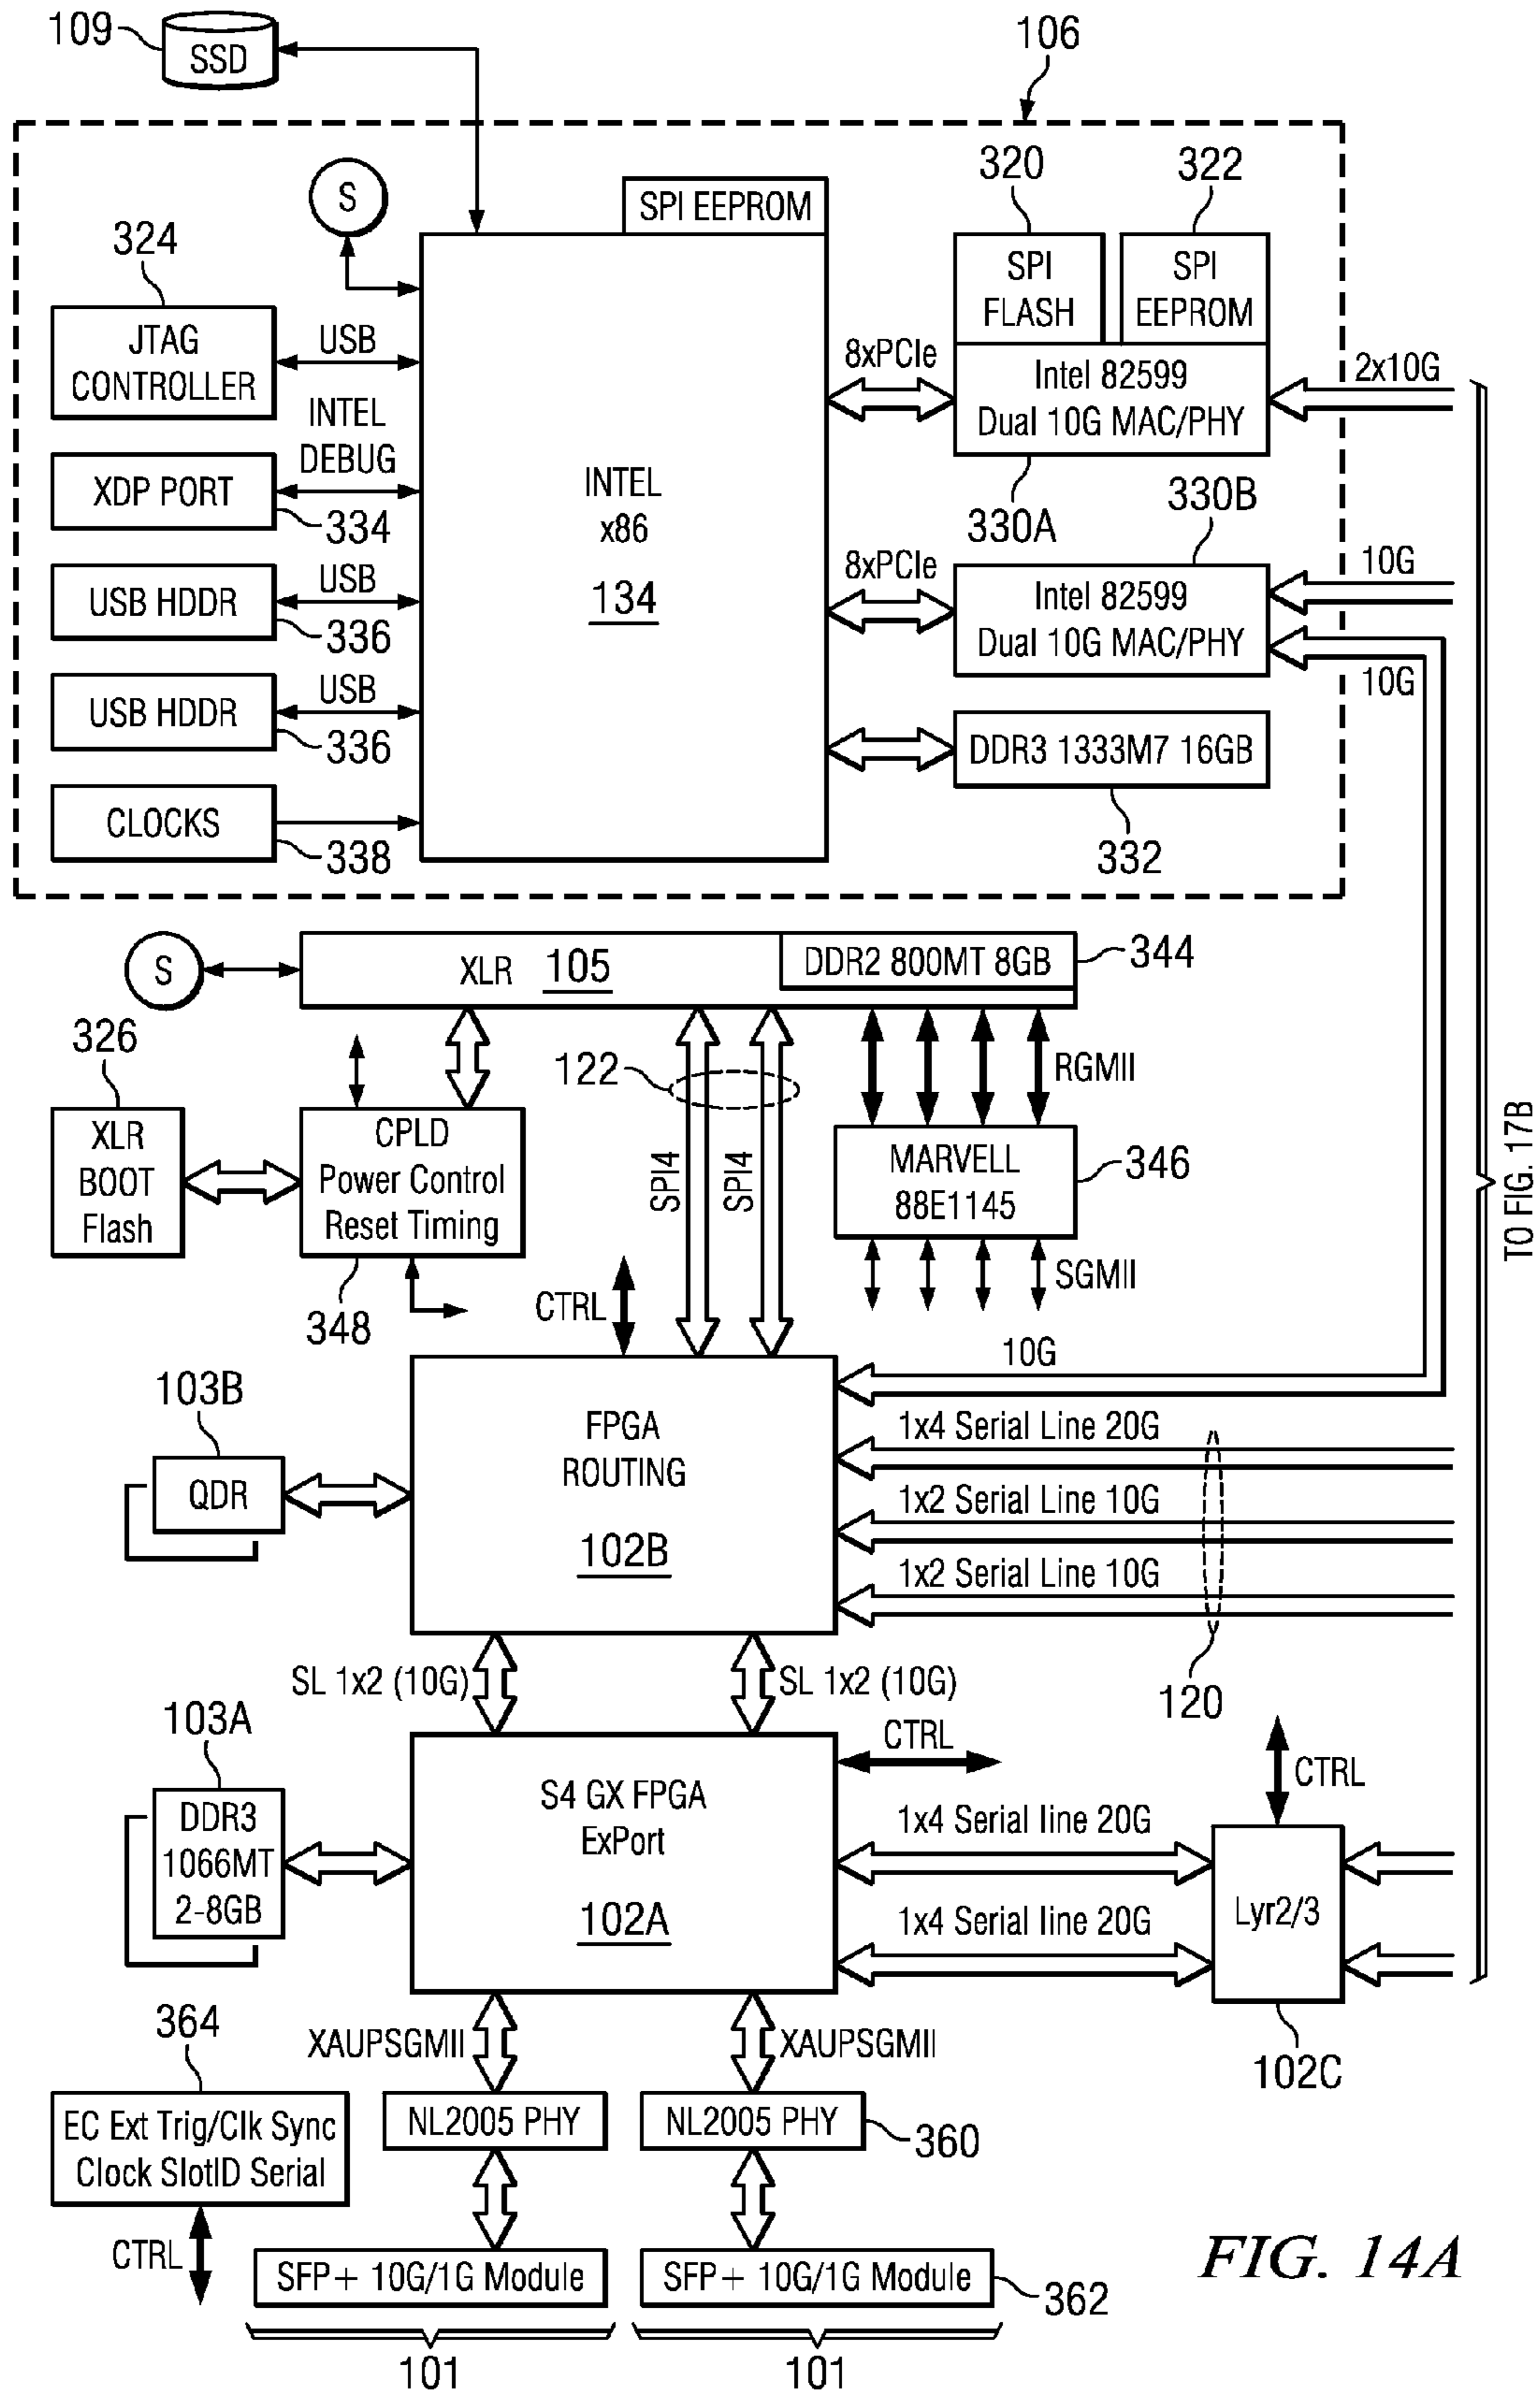 109
SSD
106
S
SPI EEPROM
320
322
324
SPI
FLASH
SPI
EEPROM
JTAG
CONTROLLER
USB
8xPCIe
Intel 82599
Dual 10G MAC/PHY
2x10G
INTEL
DEBUG
XDP PORT
334
INTEL
x86
134
330A
330B
USB HDDR
USB
336
8xPCIe
Intel 82599
Dual 10G MAC/PHY
10G
10G
USB HDDR
USB
336
DDR3 1333M7 16GB
332
CLOCKS
338
S
XLR 105
DDR2 800MT 8GB
344
326
122
RGMII
XLR
BOOT
Flash
CPLD
Power Control
Reset Timing
348
SPI4
SPI4
MARVELL
88E1145
346
SGMII
TO FIG. 17B
CTRL
10G
103B
QDR
FPGA
ROUTING
102B
1x4 Serial Line 20G
1x2 Serial Line 10G
1x2 Serial Line 10G
120
SL 1x2 (10G)
SL 1x2 (10G)
103A
DDR3
1066MT
2-8GB
S4 GX FPGA
ExPort
102A
CTRL
CTRL
1x4 Serial line 20G
1x4 Serial line 20G
Lyr2/3
102C
364
XAUPSGMII
XAUPSGMII
EC Ext Trig/Clk Sync
Clock SlotID Serial
NL2005 PHY
NL2005 PHY
360
CTRL
SFP+ 10G/1G Module
SFP+ 10G/1G Module
362
101
101
FIG. 14A